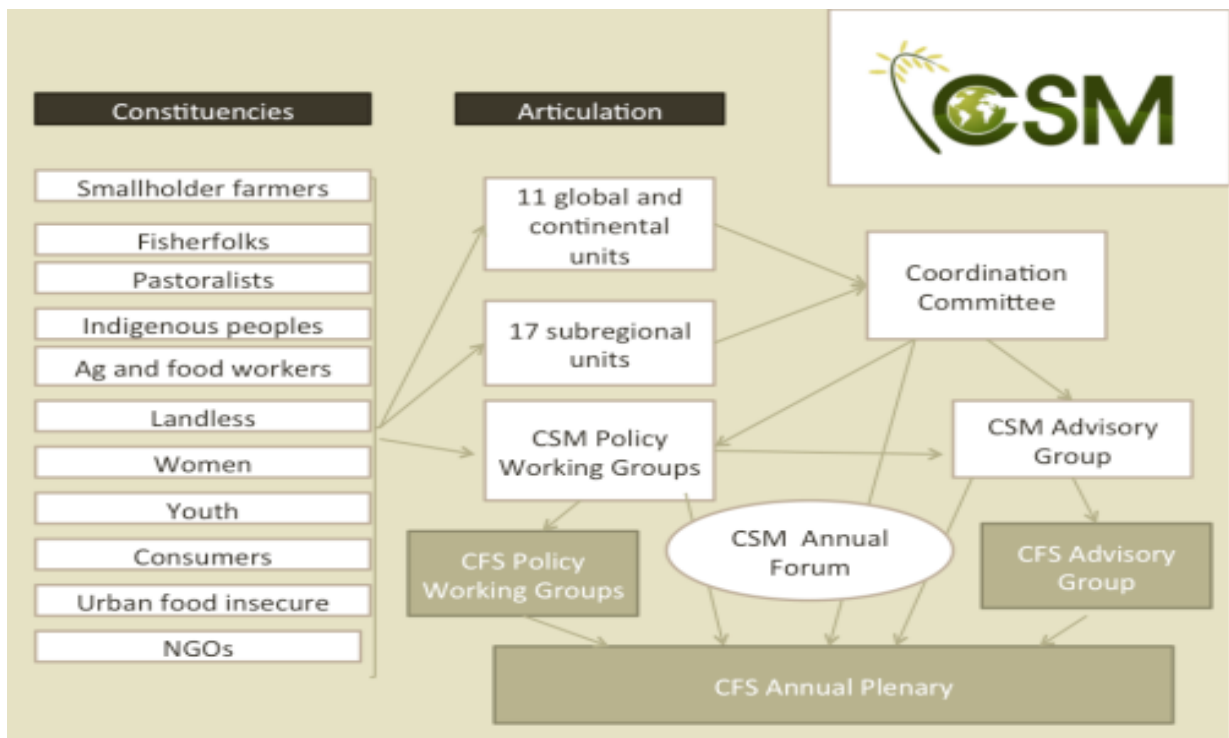 Constituencies
Smallholder farmers
Fisherfolks
Pastoralists
Indigenous peoples
Ag and food workers
Landless
Women
Youth
Consumers
Urban food insecure
NGOs
Articulation
11 global and
continental
units
17 subregional
units
CSM Policy
Working Groups
CFS Policy
Working Groups
CSM
Coordination
Committee
CSM Advisory
Group
CSM Annual
Forum
CFS Advisory
Group
CFS Annual Plenary